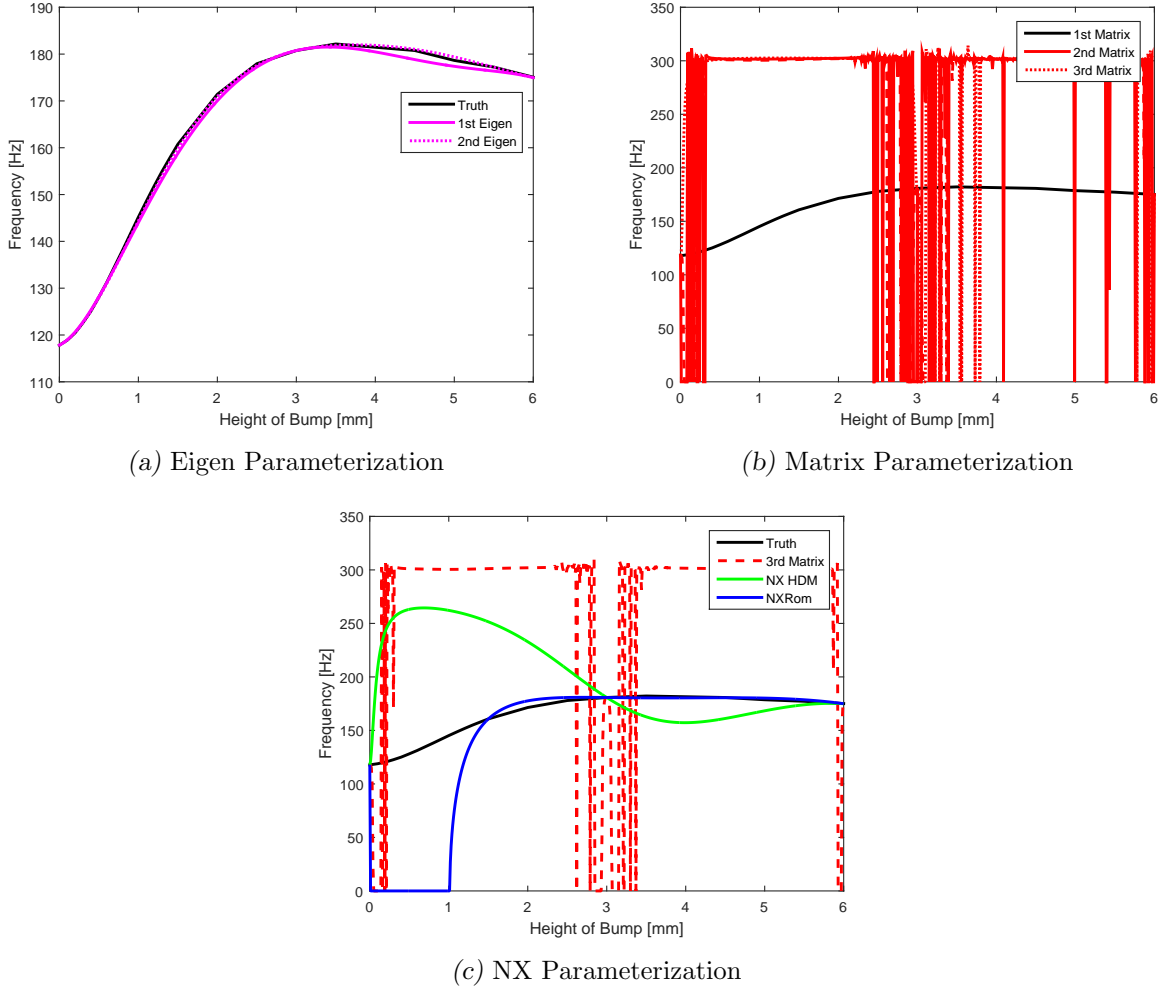 190
180
170
160
150
140
130
120
110
Frequency [Hz]
0 1 2 3 4 5 6
Height of Bump [mm]
Truth
1st Eigen
2nd Eigen
(a) Eigen Parameterization
350
300
250
200
150
100
50
0
Frequency [Hz]
0 1 2 3 4 5 6
Height of Bump [mm]
1st Matrix
2nd Matrix
3rd Matrix
(b) Matrix Parameterization
350
300
250
200
150
100
50
0
Frequency [Hz]
0 1 2 3 4 5 6
Height of Bump [mm]
Truth
3rd Matrix
NX HDM
NXRom
(c) NX Parameterization